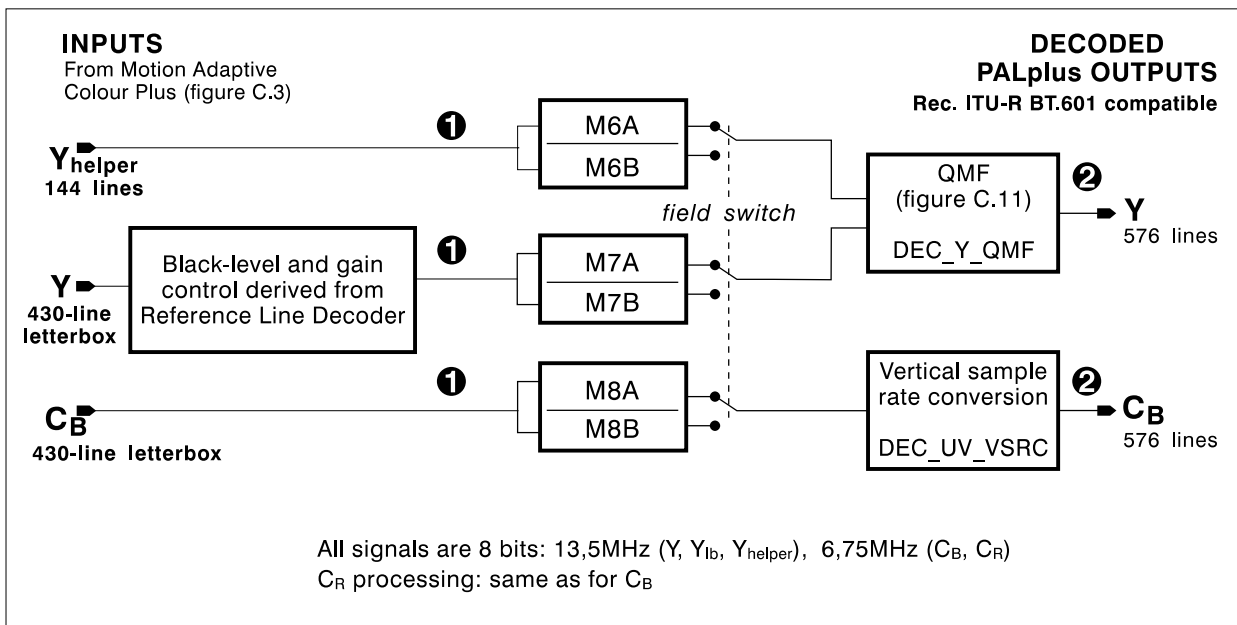 INPUTS
From Motion Adaptive
Colour Plus (figure C.3)
DECODED
PALplus OUTPUTS
Rec. ITU-R BT.601 compatible
Yhelper
144 lines
1
M6A
M6B
field switch
QMF
(figure C.11)
DEC_Y_QMF
2
Y
576 lines
Y
430-line
letterbox
Black-level and gain
control derived from
Reference Line Decoder
1
M7A
M7B
CB
430-line letterbox
1
M8A
M8B
Vertical sample
rate conversion
DEC_UV_VSRC
2
CB
576 lines
All signals are 8 bits: 13,5MHz (Y, Ylb, Yhelper), 6,75MHz (CB, CR)
CR processing: same as for CB